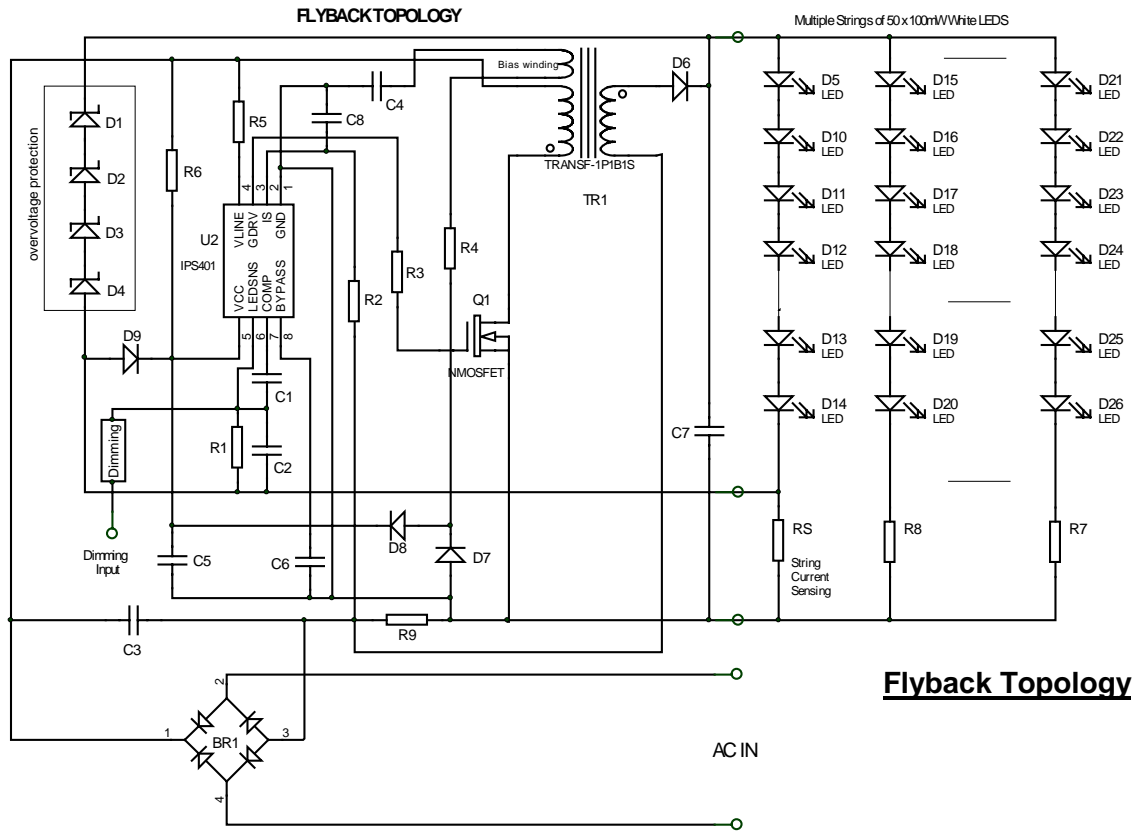 FLYBACK TOPOLOGY
Multiple Strings of 50 x 100mW White LEDS
Bias winding
D6
C4
D5
LED
D15
LED
D21
LED
overvoltage protection
D1
R5
C8
D10
LED
D16
LED
D22
LED
R6
TRANSF-1P1B1S
TR1
D2
4
3
2
1
D11
LED
D17
LED
D23
LED
D3
U2
IPS401
VLINE
GDRV
IS
GND
R4
D12
LED
D18
LED
D24
LED
D4
VCC
LEDSNS
COMP
BYPASS
R3
R2
Q1
NMOSFET
D9
5
6
7
8
D13
LED
D19
LED
D25
LED
C1
D14
LED
D20
LED
D26
LED
Dimming
R1
C2
C7
Dimming
Input
C5
C6
D8
D7
RS
String
Current
Sensing
R8
R7
C3
R9
Flyback Topology
2
1
BR1
3
4
AC IN